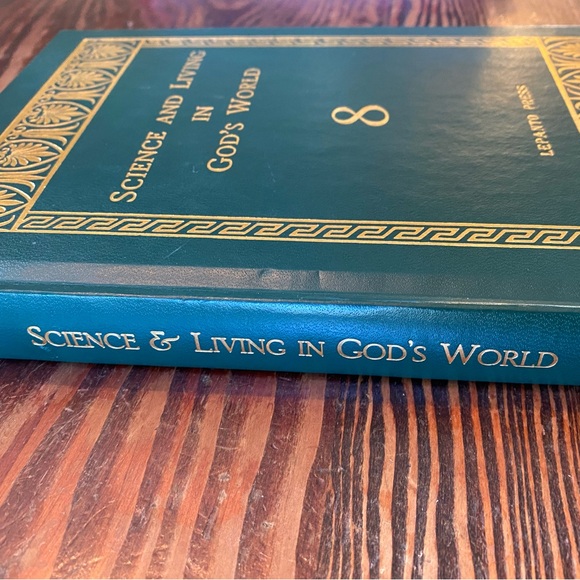 SCIENCE AND LIVING
IN
GOD'S WORLD
8
LEPANTO PRESS
SCIENCE & LIVING IN GOD'S WORLD